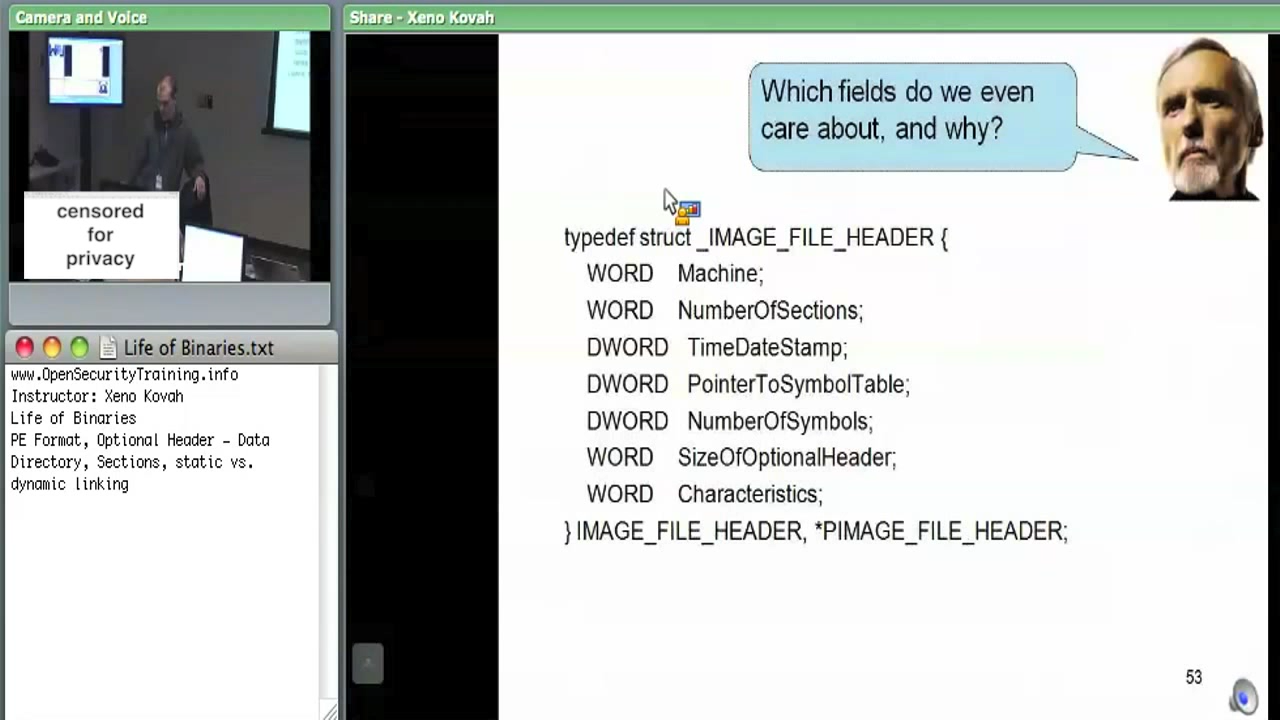 Camera and Voice
censored
for
privacy
Life of Binaries.txt
www.OpenSecurityTraining.info
Instructor: Xeno Kovah
Life of Binaries
PE Format, Optional Header - Data
Directory, Sections, static vs.
dynamic linking
Share - Xeno Kovah
Which fields do we even
care about, and why?
typedef struct _IMAGE_FILE_HEADER {
WORD Machine;
WORD NumberOfSections;
DWORD TimeDateStamp;
DWORD PointerToSymbolTable;
DWORD NumberOfSymbols;
WORD SizeOfOptionalHeader;
WORD Characteristics;
} IMAGE_FILE_HEADER, *PIMAGE_FILE_HEADER;
53